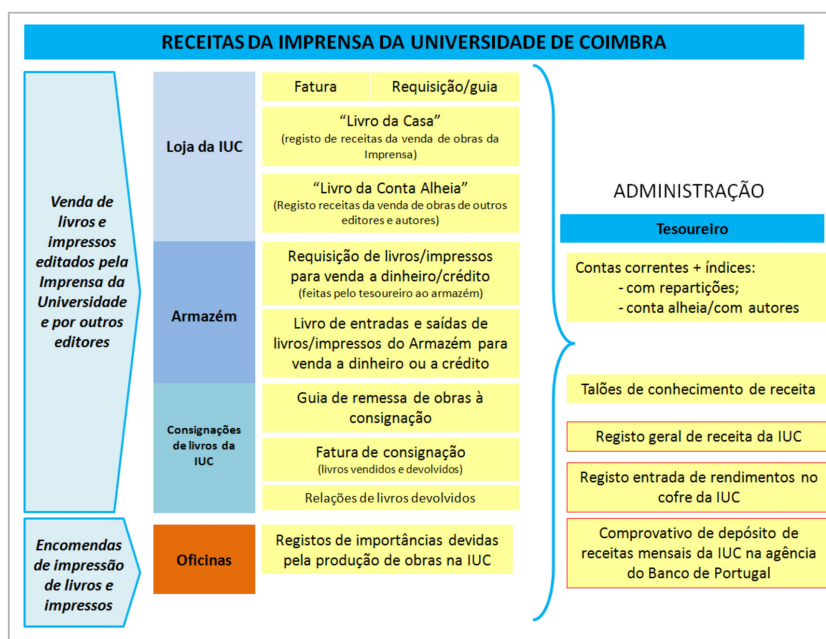 RECEITAS DA IMPRENSA DA UNIVERSIDADE DE COIMBRA
Venda de
livros e
impressos
editados pela
Imprensa da
Universidade
e por outros
editores
Loja da IUC
Fatura
Requisição/guia
“Livro da Casa”
(registo de receitas da venda de obras da
Imprensa)
“Livro da Conta Alheia”
(Registo receitas da venda de obras de outros
editores e autores)
Armazém
Requisição de livros/impressos
para venda a dinheiro/crédito
(feitas pelo tesoureiro ao armazém)
Livro de entradas e saídas de
livros/impressos do Armazém para
venda a dinheiro ou a crédito
Consignações
de livros da
IUC
Guia de remessa de obras à
consignação
Fatura de consignação
(livros vendidos e devolvidos)
Relações de livros devolvidos
Encomendas
de impressão
de livros e
impressos
Oficinas
Registos de importâncias devidas
pela produção de obras na IUC
ADMINISTRAÇÃO
Tesoureiro
Contas correntes + índices:
- com repartições;
- conta alheia/com autores
Talões de conhecimento de receita
Registo geral de receita da IUC
Registo entrada de rendimentos no
cofre da IUC
Comprovativo de depósito de
receitas mensais da IUC na agência
do Banco de Portugal